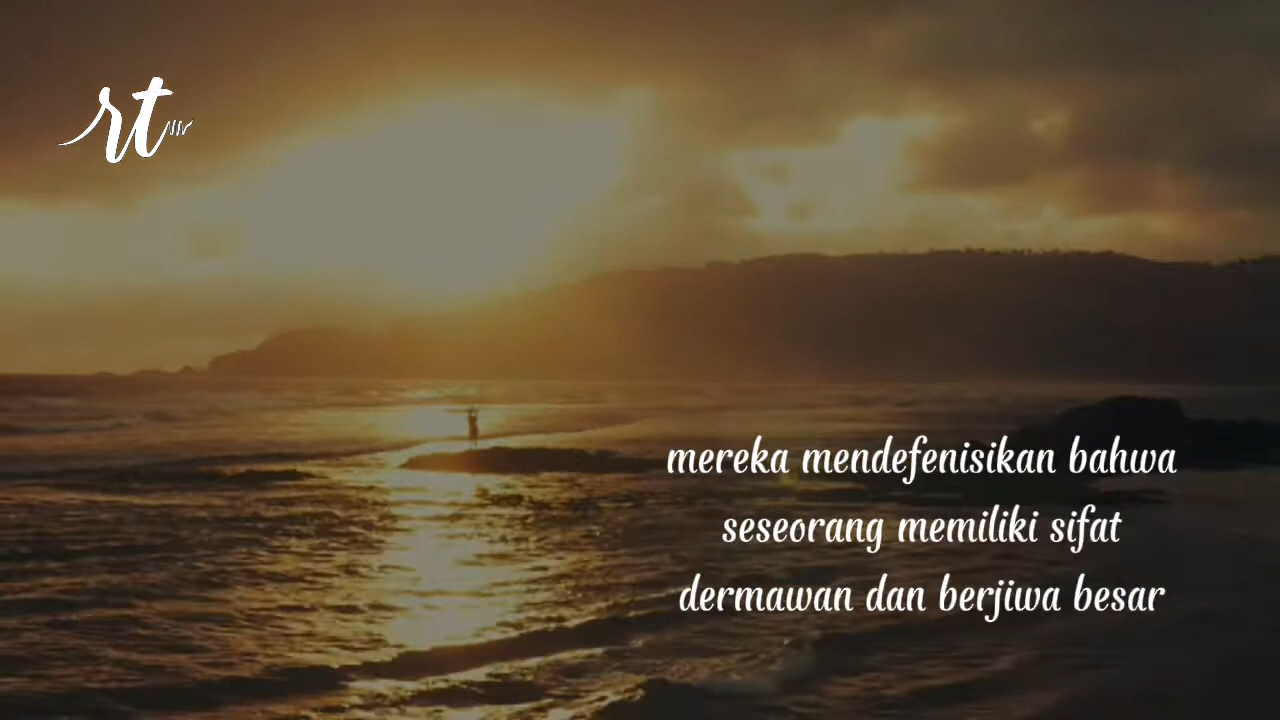 rt
mereka mendefenisikan bahwa
seseorang memiliki sifat
dermawan dan berjiwa besar